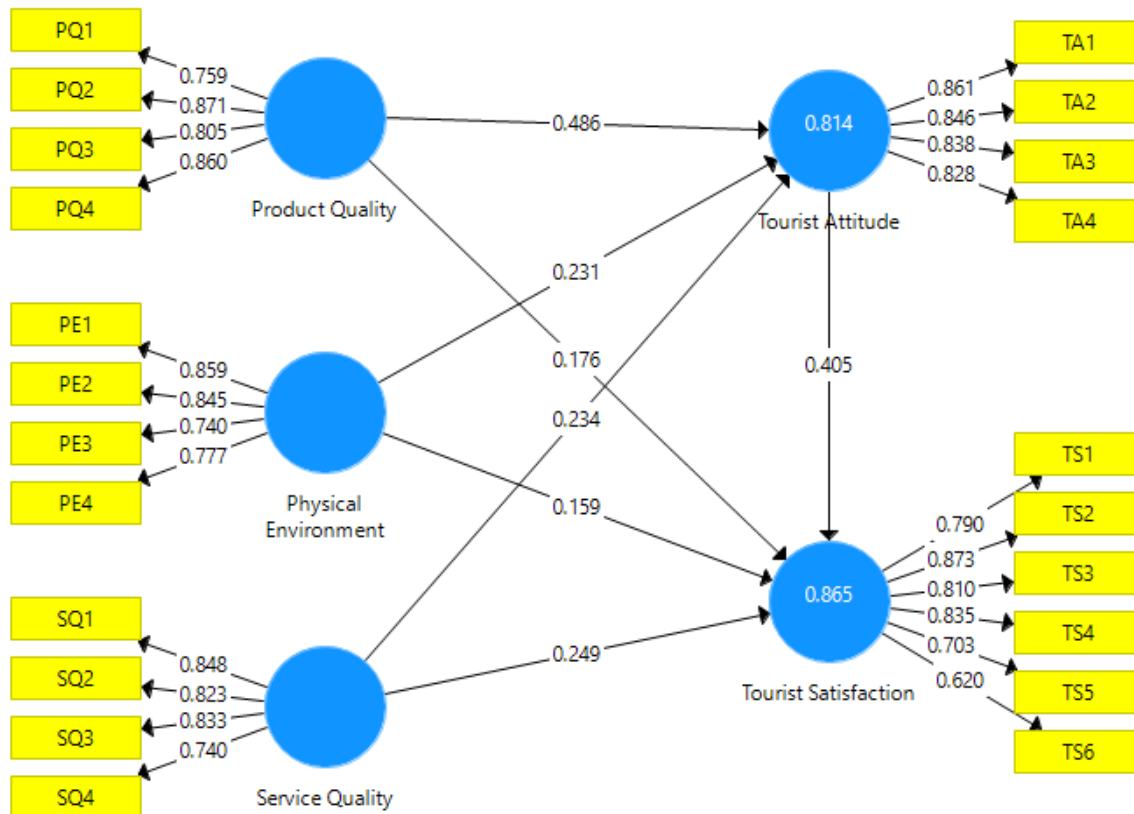 PQ1
PQ2
PQ3
PQ4
0.759
0.871
0.805
0.860
Product Quality
PE1
PE2
PE3
PE4
0.859
0.845
0.740
0.777
Physical
Environment
SQ1
SQ2
SQ3
SQ4
0.848
0.823
0.833
0.740
Service Quality
0.486
0.231
0.176
0.234
0.159
0.249
0.405
0.814
Tourist Attitude
0.861
0.846
0.838
0.828
TA1
TA2
TA3
TA4
0.865
Tourist Satisfaction
0.790
0.873
0.810
0.835
0.703
0.620
TS1
TS2
TS3
TS4
TS5
TS6